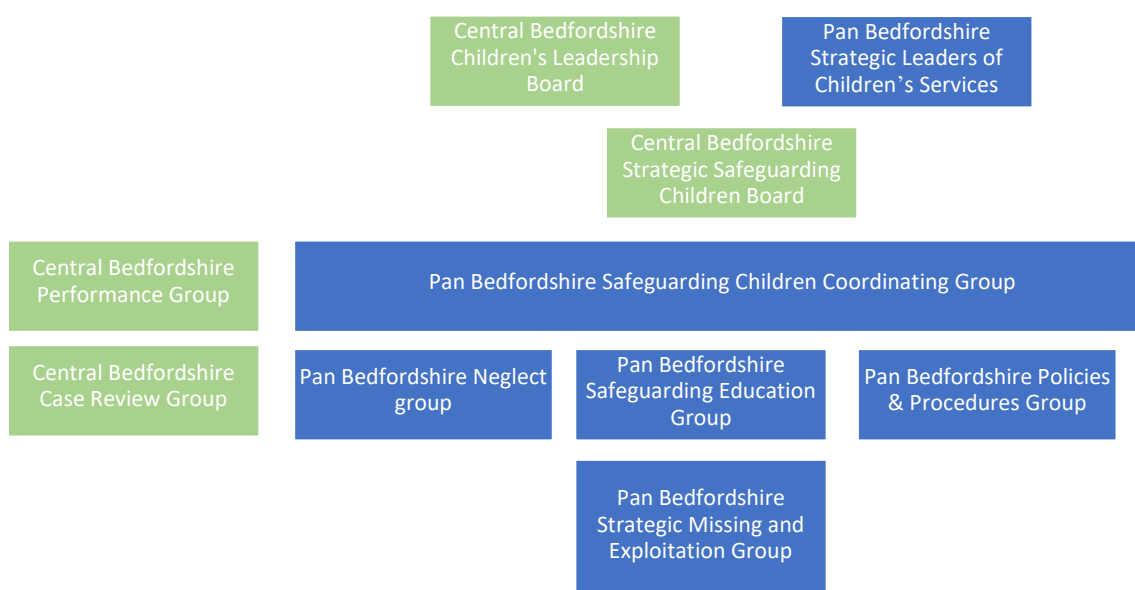 Central Bedfordshire
Children's Leadership
Board
Pan Bedfordshire
Strategic Leaders of
Children’s Services
Central Bedfordshire
Strategic Safeguarding
Children Board
Central Bedfordshire
Performance Group
Pan Bedfordshire Safeguarding Children Coordinating Group
Central Bedfordshire
Case Review Group
Pan Bedfordshire Neglect
group
Pan Bedfordshire
Safeguarding Education
Group
Pan Bedfordshire Policies
& Procedures Group
Pan Bedfordshire
Strategic Missing and
Exploitation Group